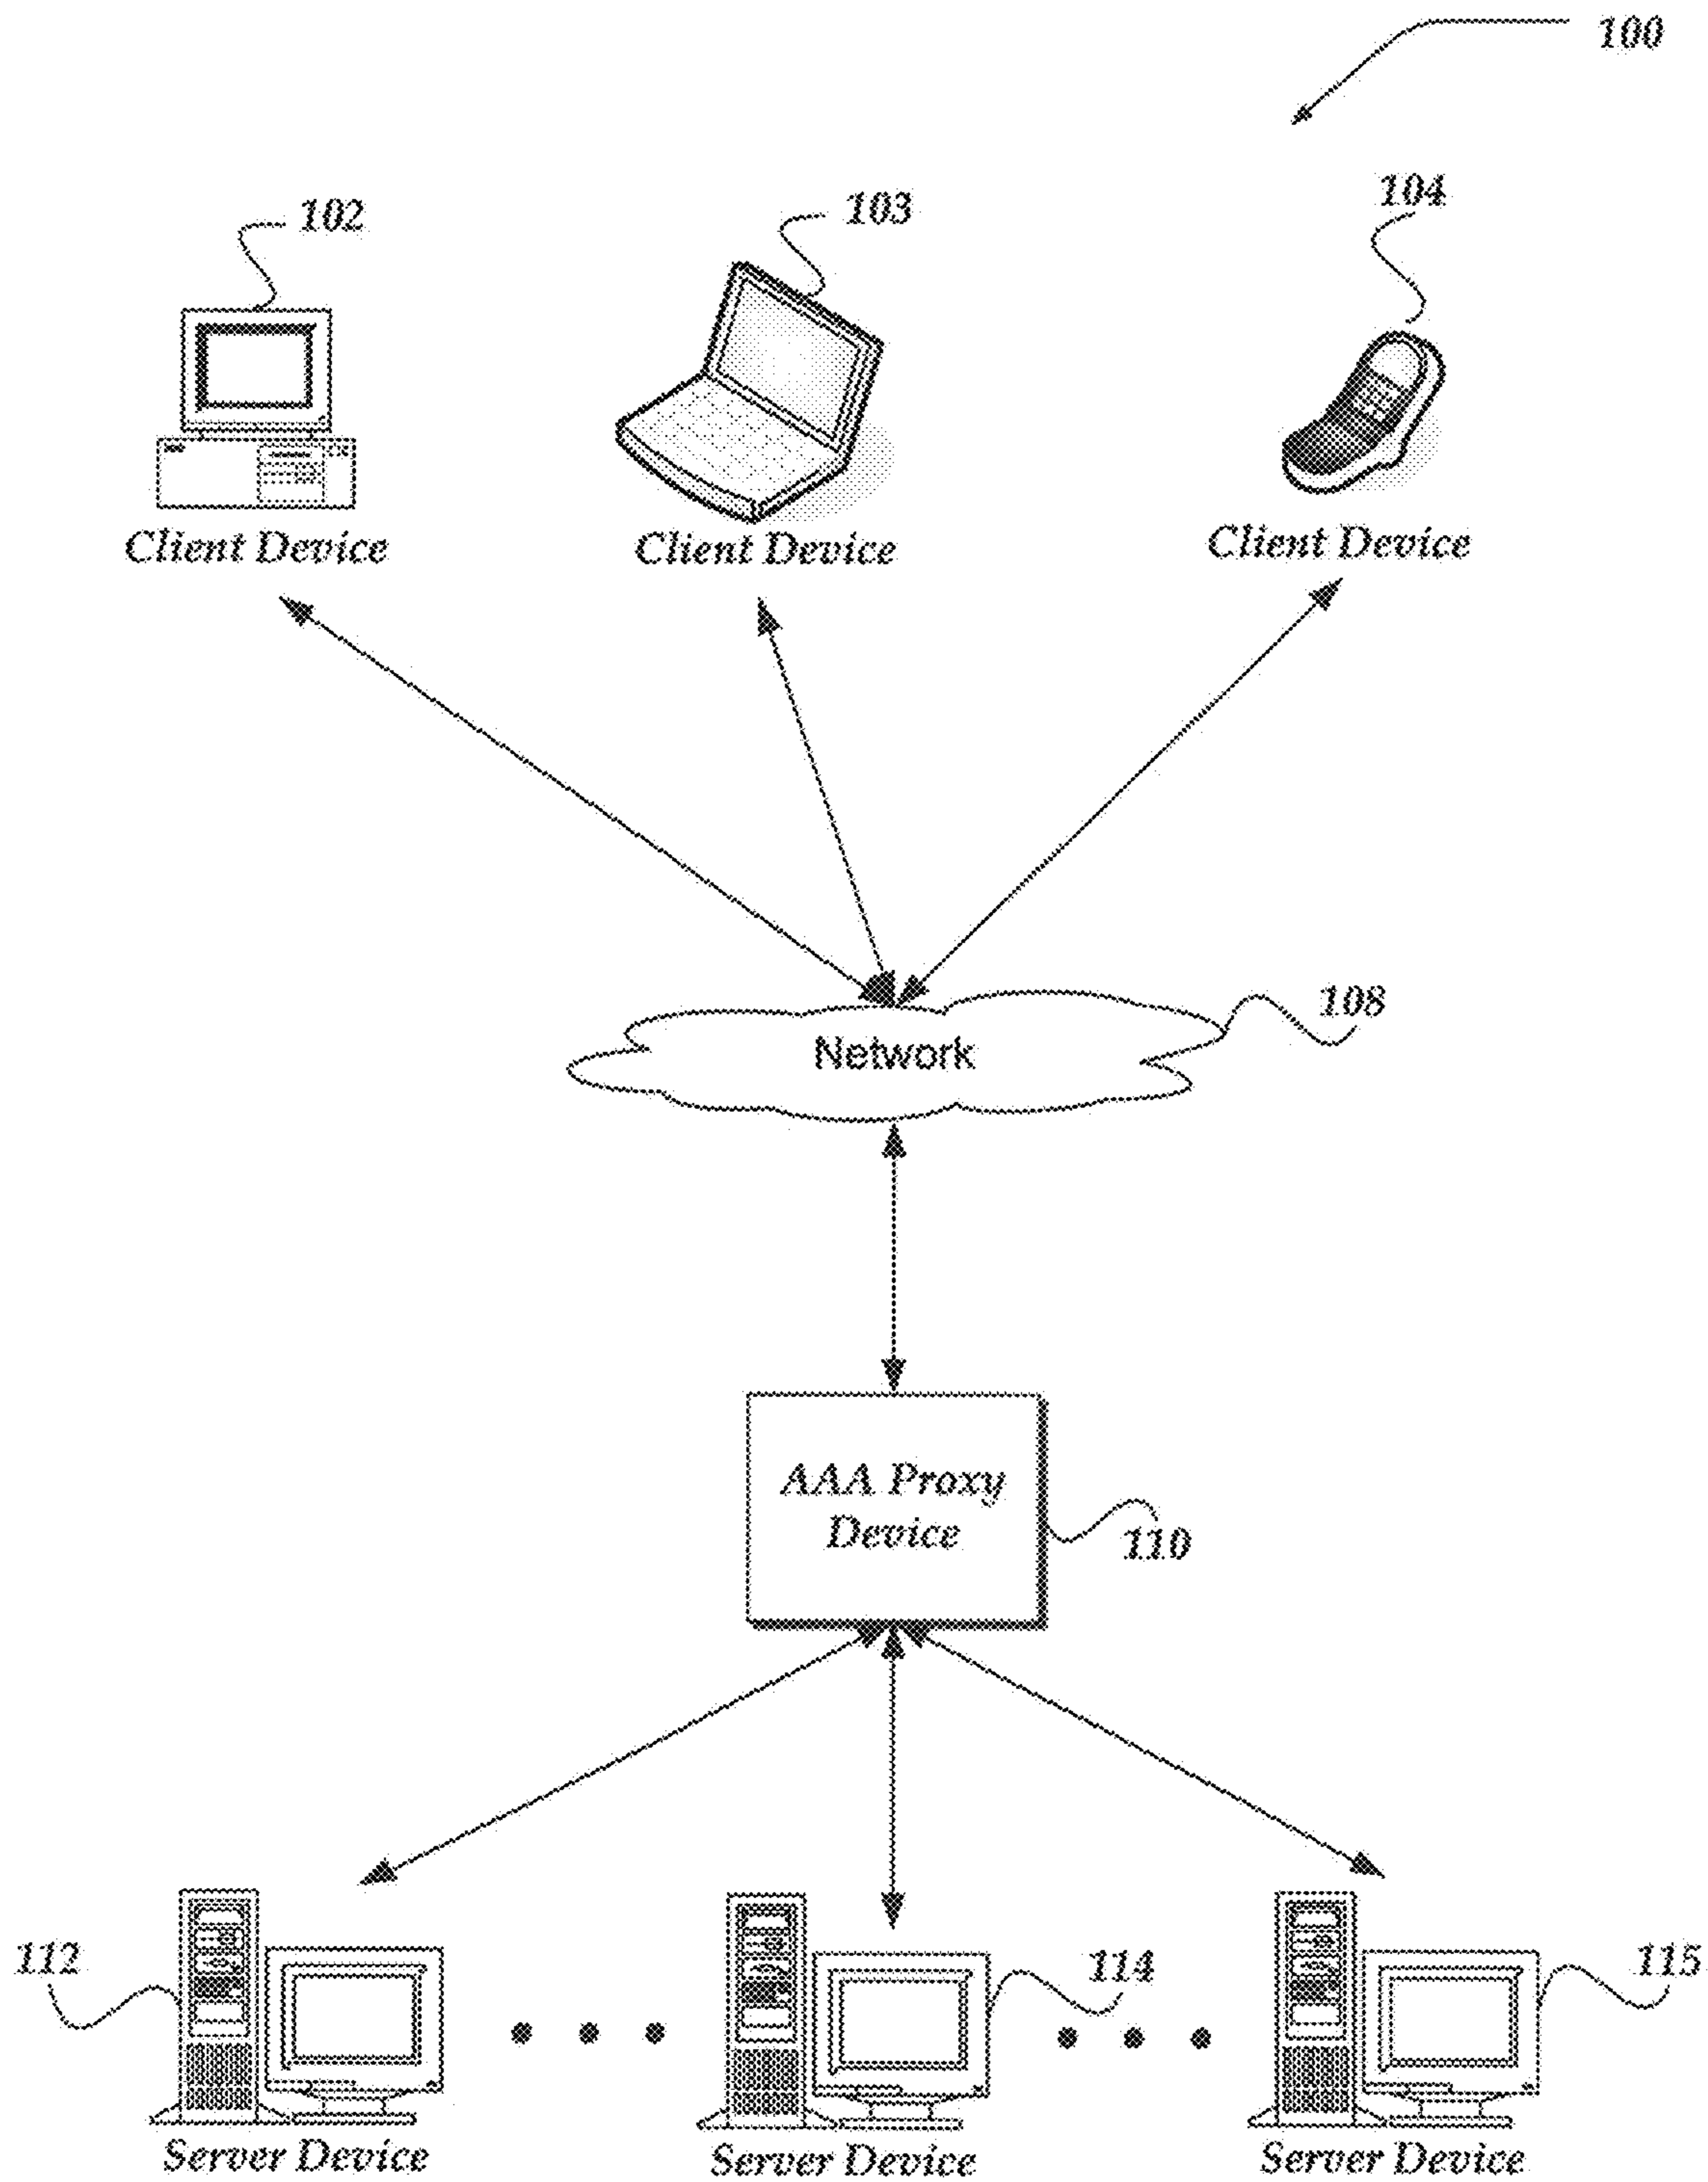 100
102
103
104
Client Device
Client Device
Client Device
108
Network
AAA Proxy
Device
110
112
114
115
Server Device
Server Device
Server Device